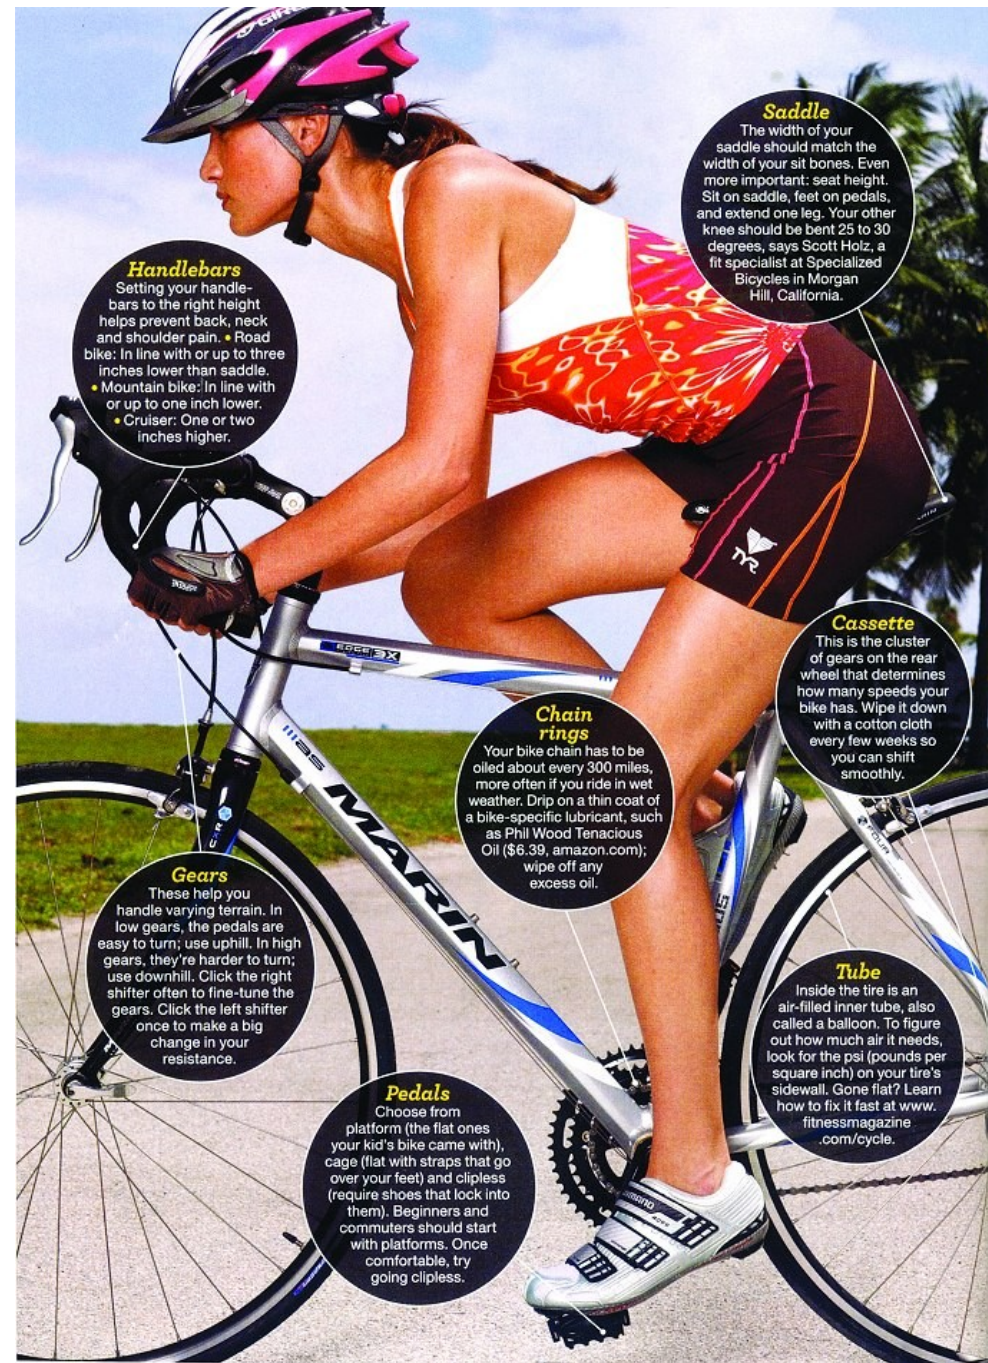 GIRO
Saddle
The width of your
saddle should match the
width of your sit bones. Even
more important: seat height.
Sit on saddle, feet on pedals,
and extend one leg. Your other
knee should be bent 25 to 30
degrees, says Scott Holz, a
fit specialist at Specialized
Bicycles in Morgan
Hill, California.
Handlebars
Setting your handle-
bars to the right height
helps prevent back, neck
and shoulder pain. • Road
bike: In line with or up to three
inches lower than saddle.
• Mountain bike: In line with
or up to one inch lower.
• Cruiser: One or two
inches higher.
TYR
Cassette
This is the cluster
of gears on the rear
wheel that determines
how many speeds your
bike has. Wipe it down
with a cotton cloth
every few weeks so
you can shift
smoothly.
EDGE 3X
Chain
rings
Your bike chain has to be
oiled about every 300 miles,
more often if you ride in wet
weather. Drip on a thin coat of
a bike-specific lubricant, such
as Phil Wood Tenacious
Oil ($6.39, amazon.com);
wipe off any
excess oil.
MARIN
CXR
FOUR
Gears
These help you
handle varying terrain. In
low gears, the pedals are
easy to turn; use uphill. In high
gears, they're harder to turn;
use downhill. Click the right
shifter often to fine-tune the
gears. Click the left shifter
once to make a big
change in your
resistance.
Tube
Inside the tire is an
air-filled inner tube, also
called a balloon. To figure
out how much air it needs,
look for the psi (pounds per
square inch) on your tire's
sidewall. Gone flat? Learn
how to fix it fast at www.
fitnessmagazine
.com/cycle.
Pedals
Choose from
platform (the flat ones
your kid's bike came with),
cage (flat with straps that go
over your feet) and clipless
(require shoes that lock into
them). Beginners and
commuters should start
with platforms. Once
comfortable, try
going clipless.
SHIMANO